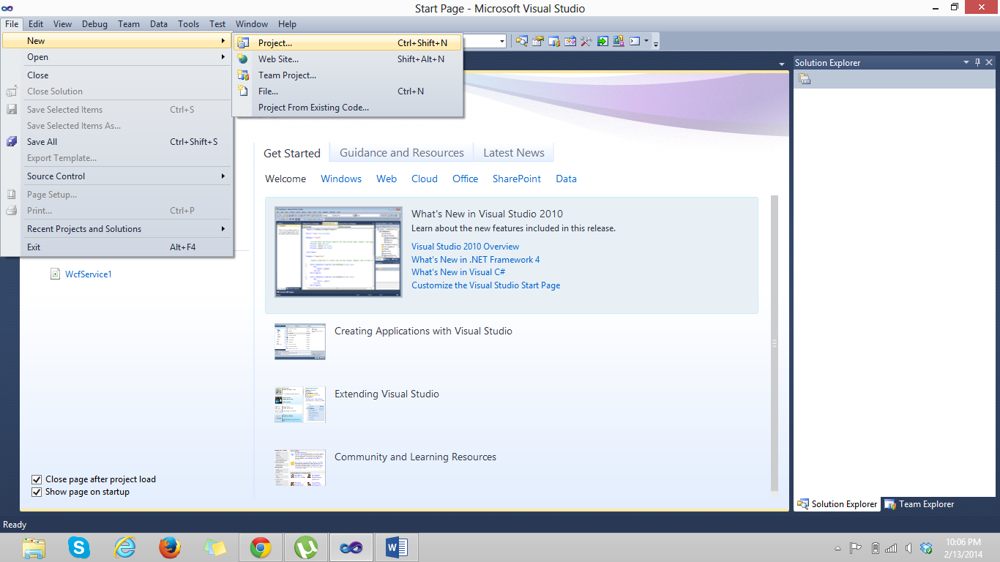 Start Page - Microsoft Visual Studio
File Edit View Debug Team Data Tools Test Window Help
New
Open
Close
Close Solution
Save Selected Items Ctrl+S
Save Selected Items As...
Save All Ctrl+Shift+S
Export Template...
Source Control
Page Setup...
Print... Ctrl+P
Recent Projects and Solutions
Exit Alt+F4
Project... Ctrl+Shift+N
Web Site... Shift+Alt+N
Team Project...
File... Ctrl+N
Project From Existing Code...
WcfService1
Close page after project load
Show page on startup
Get Started Guidance and Resources Latest News
Welcome Windows Web Cloud Office SharePoint Data
What's New in Visual Studio 2010
Learn about the new features included in this release.
Visual Studio 2010 Overview
What's New in .NET Framework 4
What's New in Visual C#
Customize the Visual Studio Start Page
Creating Applications with Visual Studio
Extending Visual Studio
Community and Learning Resources
Solution Explorer
Solution Explorer Team Explorer
Ready
10:06 PM
2/13/2014